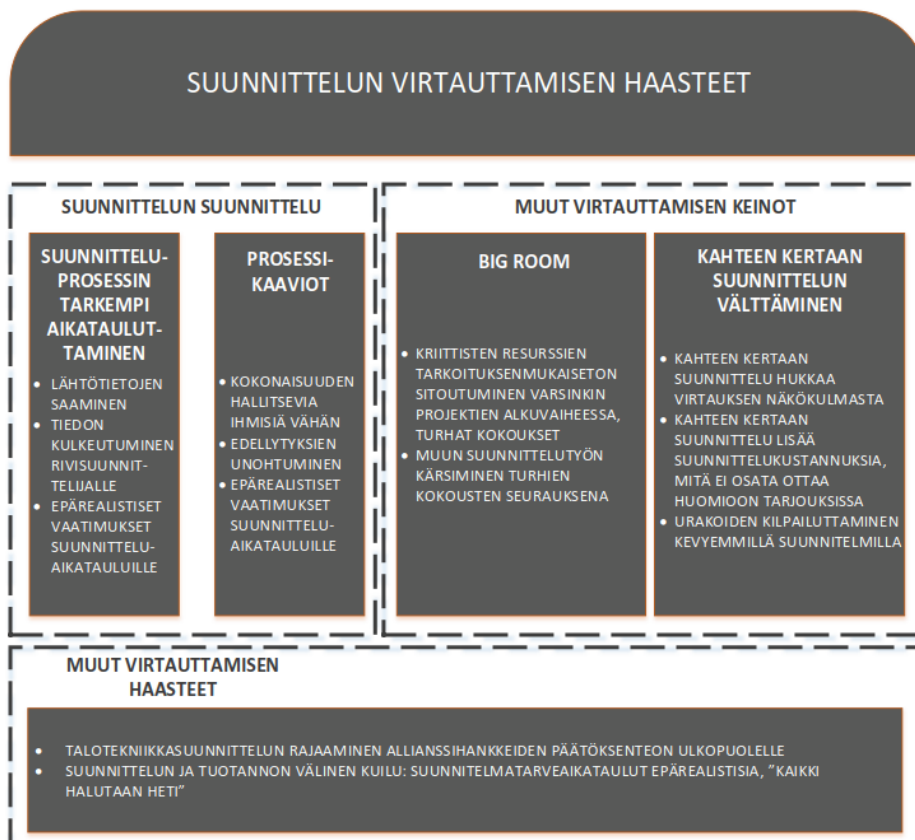 SUUNNITTELUN VIRTAUTTAMISEN HAASTEET
SUUNNITTELUN SUUNNITTELU
SUUNNITTELU-
PROSESSIN
TARKEMPI
AIKATAULUT-
TAMINEN
• LÄHTÖTIETOJEN
SAAMINEN
• TIEDON
KULKEUTUMINEN
RIVISUUNNIT-
TELIJALLE
• EPÄREALISTISET
VAATIMUKSET
SUUNNITTELU-
AIKATAULUILLE
PROSESSI-
KAAVIOT
• KOKONAISUUDEN
HALLITSEVIA
IHMISIÄ VÄHÄN
• EDELLYTYKSIEN
UNOHTUMINEN
• EPÄREALISTISET
VAATIMUKSET
SUUNNITTELU-
AIKATAULUILLE
MUUT VIRTAUTTAMISEN KEINOT
BIG ROOM
• KRIITTISTEN RESURSSIEN
TARKOITUKSENMUKAISETON
SITOUTUMINEN VARSINKIN
PROJEKTIEN ALKUVAIHEESSA,
TURHAT KOKOUKSET
• MUUN SUUNNITTELUTYÖN
KÄRSIMINEN TURHIEN
KOKOUSTEN SEURAUKSENA
KAHTEEN KERTAAN
SUUNNITTELUN
VÄLTTÄMINEN
• KAHTEEN KERTAAN
SUUNNITTELU HUKKAA
VIRTAUKSEN NÄKÖKULMASTA
• KAHTEEN KERTAAN
SUUNNITTELU LISÄÄ
SUUNNITTELUKUSTANNUKSIA,
MITÄ EI OSATA OTTAA
HUOMIOON TARJOUKSISSA
• URAKOIDEN KILPAILUTTAMINEN
KEVYEMMILLÄ SUUNNITELMILLA
MUUT VIRTAUTTAMISEN
HAASTEET
• TALOTEKNIIKKASUUNNITTELUN RAJAAMINEN ALLIANSSIHANKKEIDEN PÄÄTÖKSENTEON ULKOPUOLELLE
• SUUNNITTELUN JA TUOTANNON VÄLINEN KUILU: SUUNNITELMATARVEAIKATAULUT EPÄREALISTISIA, ”KAIKKI
HALUTAAN HETI”